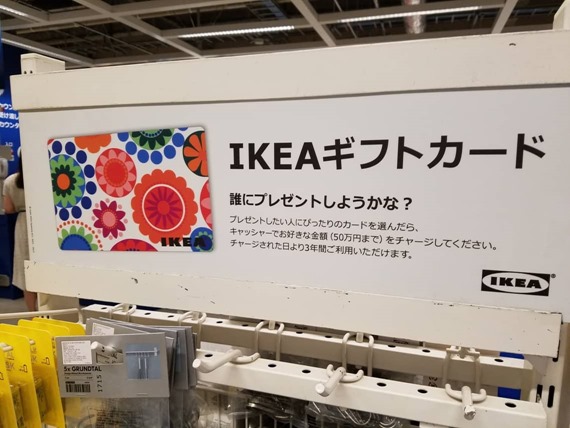 IKEAギフトカード
誰にプレゼントしようかな？
プレゼントしたい人にぴったりのカードを選んだら、
キャッシャーでお好きな金額（50万円まで）をチャージしてください。
チャージされた日より3年間ご利用いただけます。
IKEA
IKEA
5x GRUNDTAL
1715